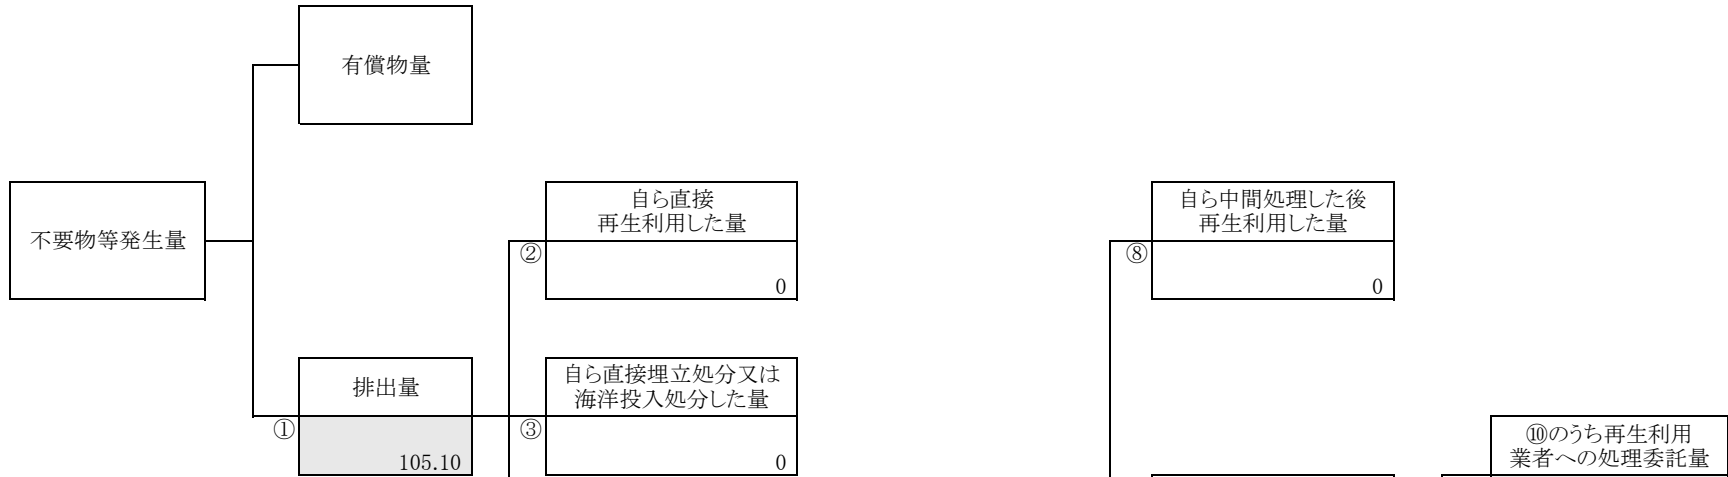 有償物量
不要物等発生量
自ら直接
再生利用した量
②
0
自ら中間処理した後
再生利用した量
⑧
0
排出量
①
105.10
自ら直接埋立処分又は
海洋投入処分した量
③
0
⑩のうち再生利用
業者への処理委託量